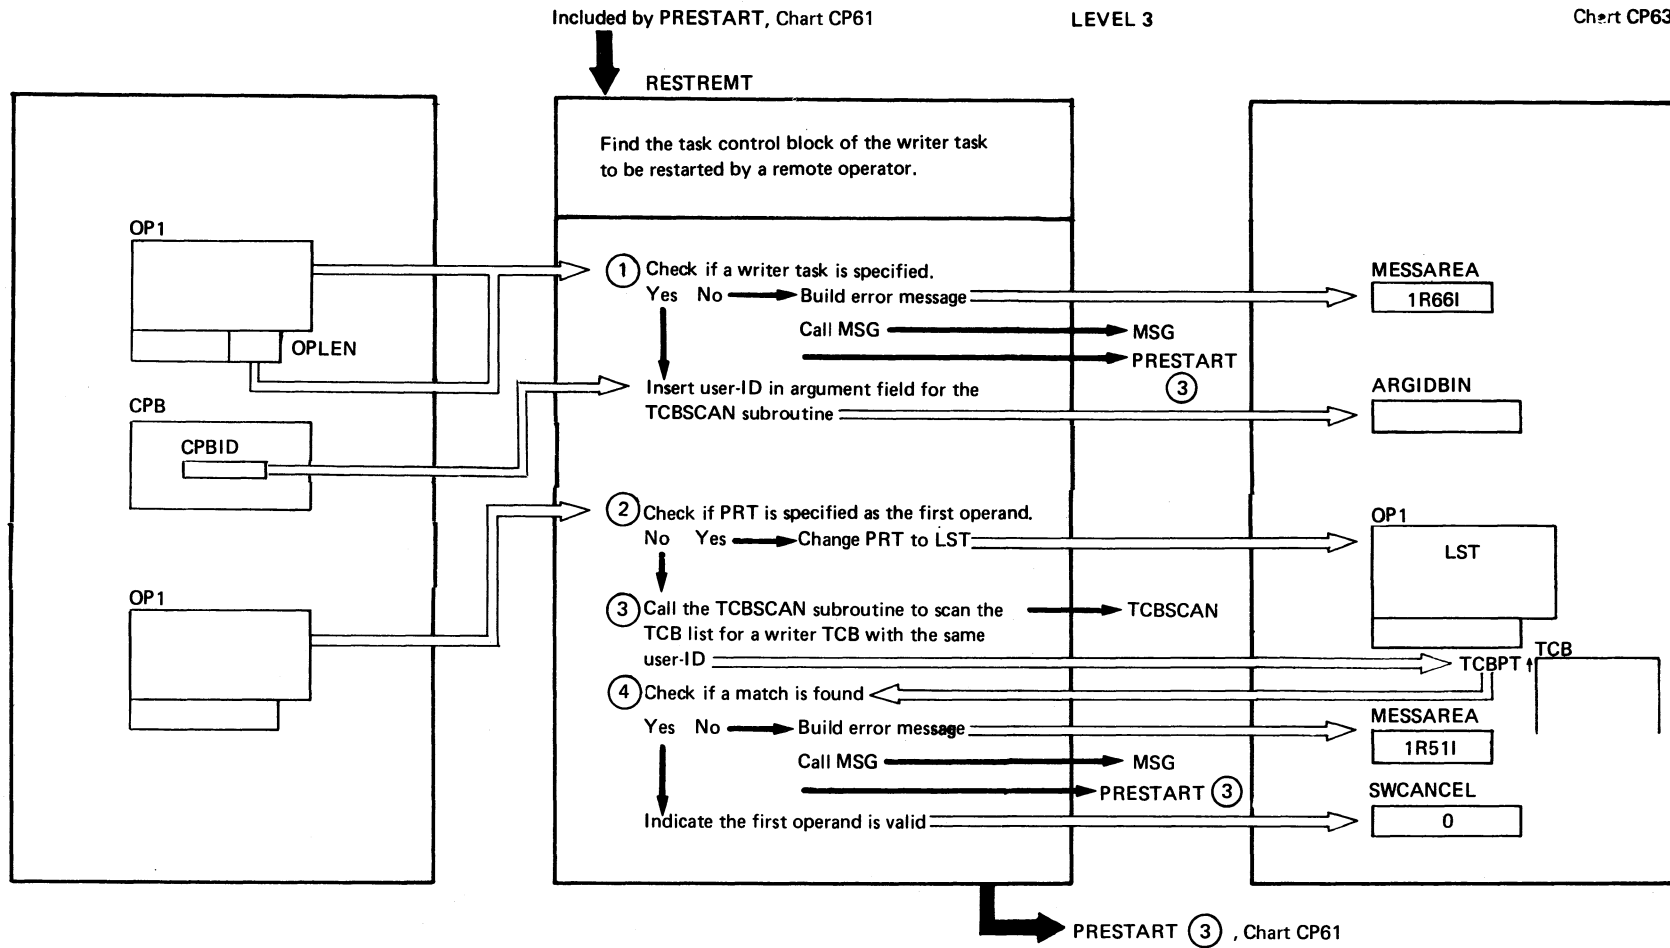 Included by PRESTART, Chart CP61
LEVEL 3
Chart CP63
RESTREMT
Find the task control block of the writer task
to be restarted by a remote operator.
OP1
OPLEN
CPB
CPBID
OP1
1 Check if a writer task is specified.
Yes No Build error message
Call MSG MSG
PRESTART
3
Insert user-ID in argument field for the
TCBSCAN subroutine
2 Check if PRT is specified as the first operand.
No Yes Change PRT to LST
3 Call the TCBSCAN subroutine to scan the TCBSCAN
TCB list for a writer TCB with the same
user-ID
4 Check if a match is found
Yes No Build error message
Call MSG MSG
PRESTART 3
Indicate the first operand is valid
MESSAREA
1R66I
ARGIDBIN
OP1
LST
TCBPT TCB
MESSAREA
1R51I
SWCANCEL
0
PRESTART 3 , Chart CP61